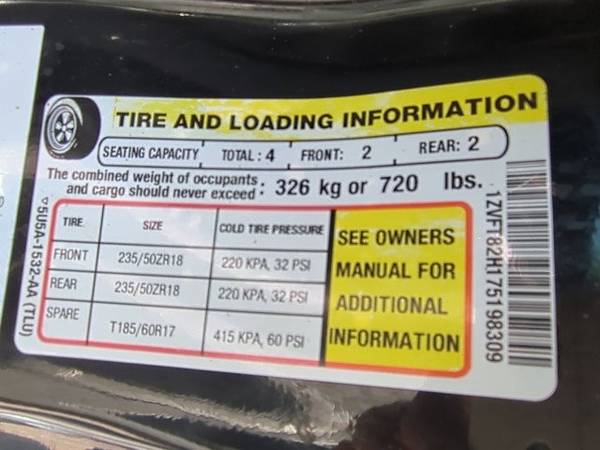 TIRE AND LOADING INFORMATION
SEATING CAPACITY TOTAL : 4 FRONT: 2 REAR: 2
The combined weight of occupants and cargo should never exceed : 326 kg or 720 lbs.
TIRE SIZE COLD TIRE PRESSURE
FRONT 235/50ZR18 220 KPA, 32 PSI
REAR 235/50ZR18 220 KPA, 32 PSI
SPARE T185/60R17 415 KPA, 60 PSI
SEE OWNERS
MANUAL FOR
ADDITIONAL
INFORMATION
5U5A-1532-AA (TLU)
1ZVFT82H175198309